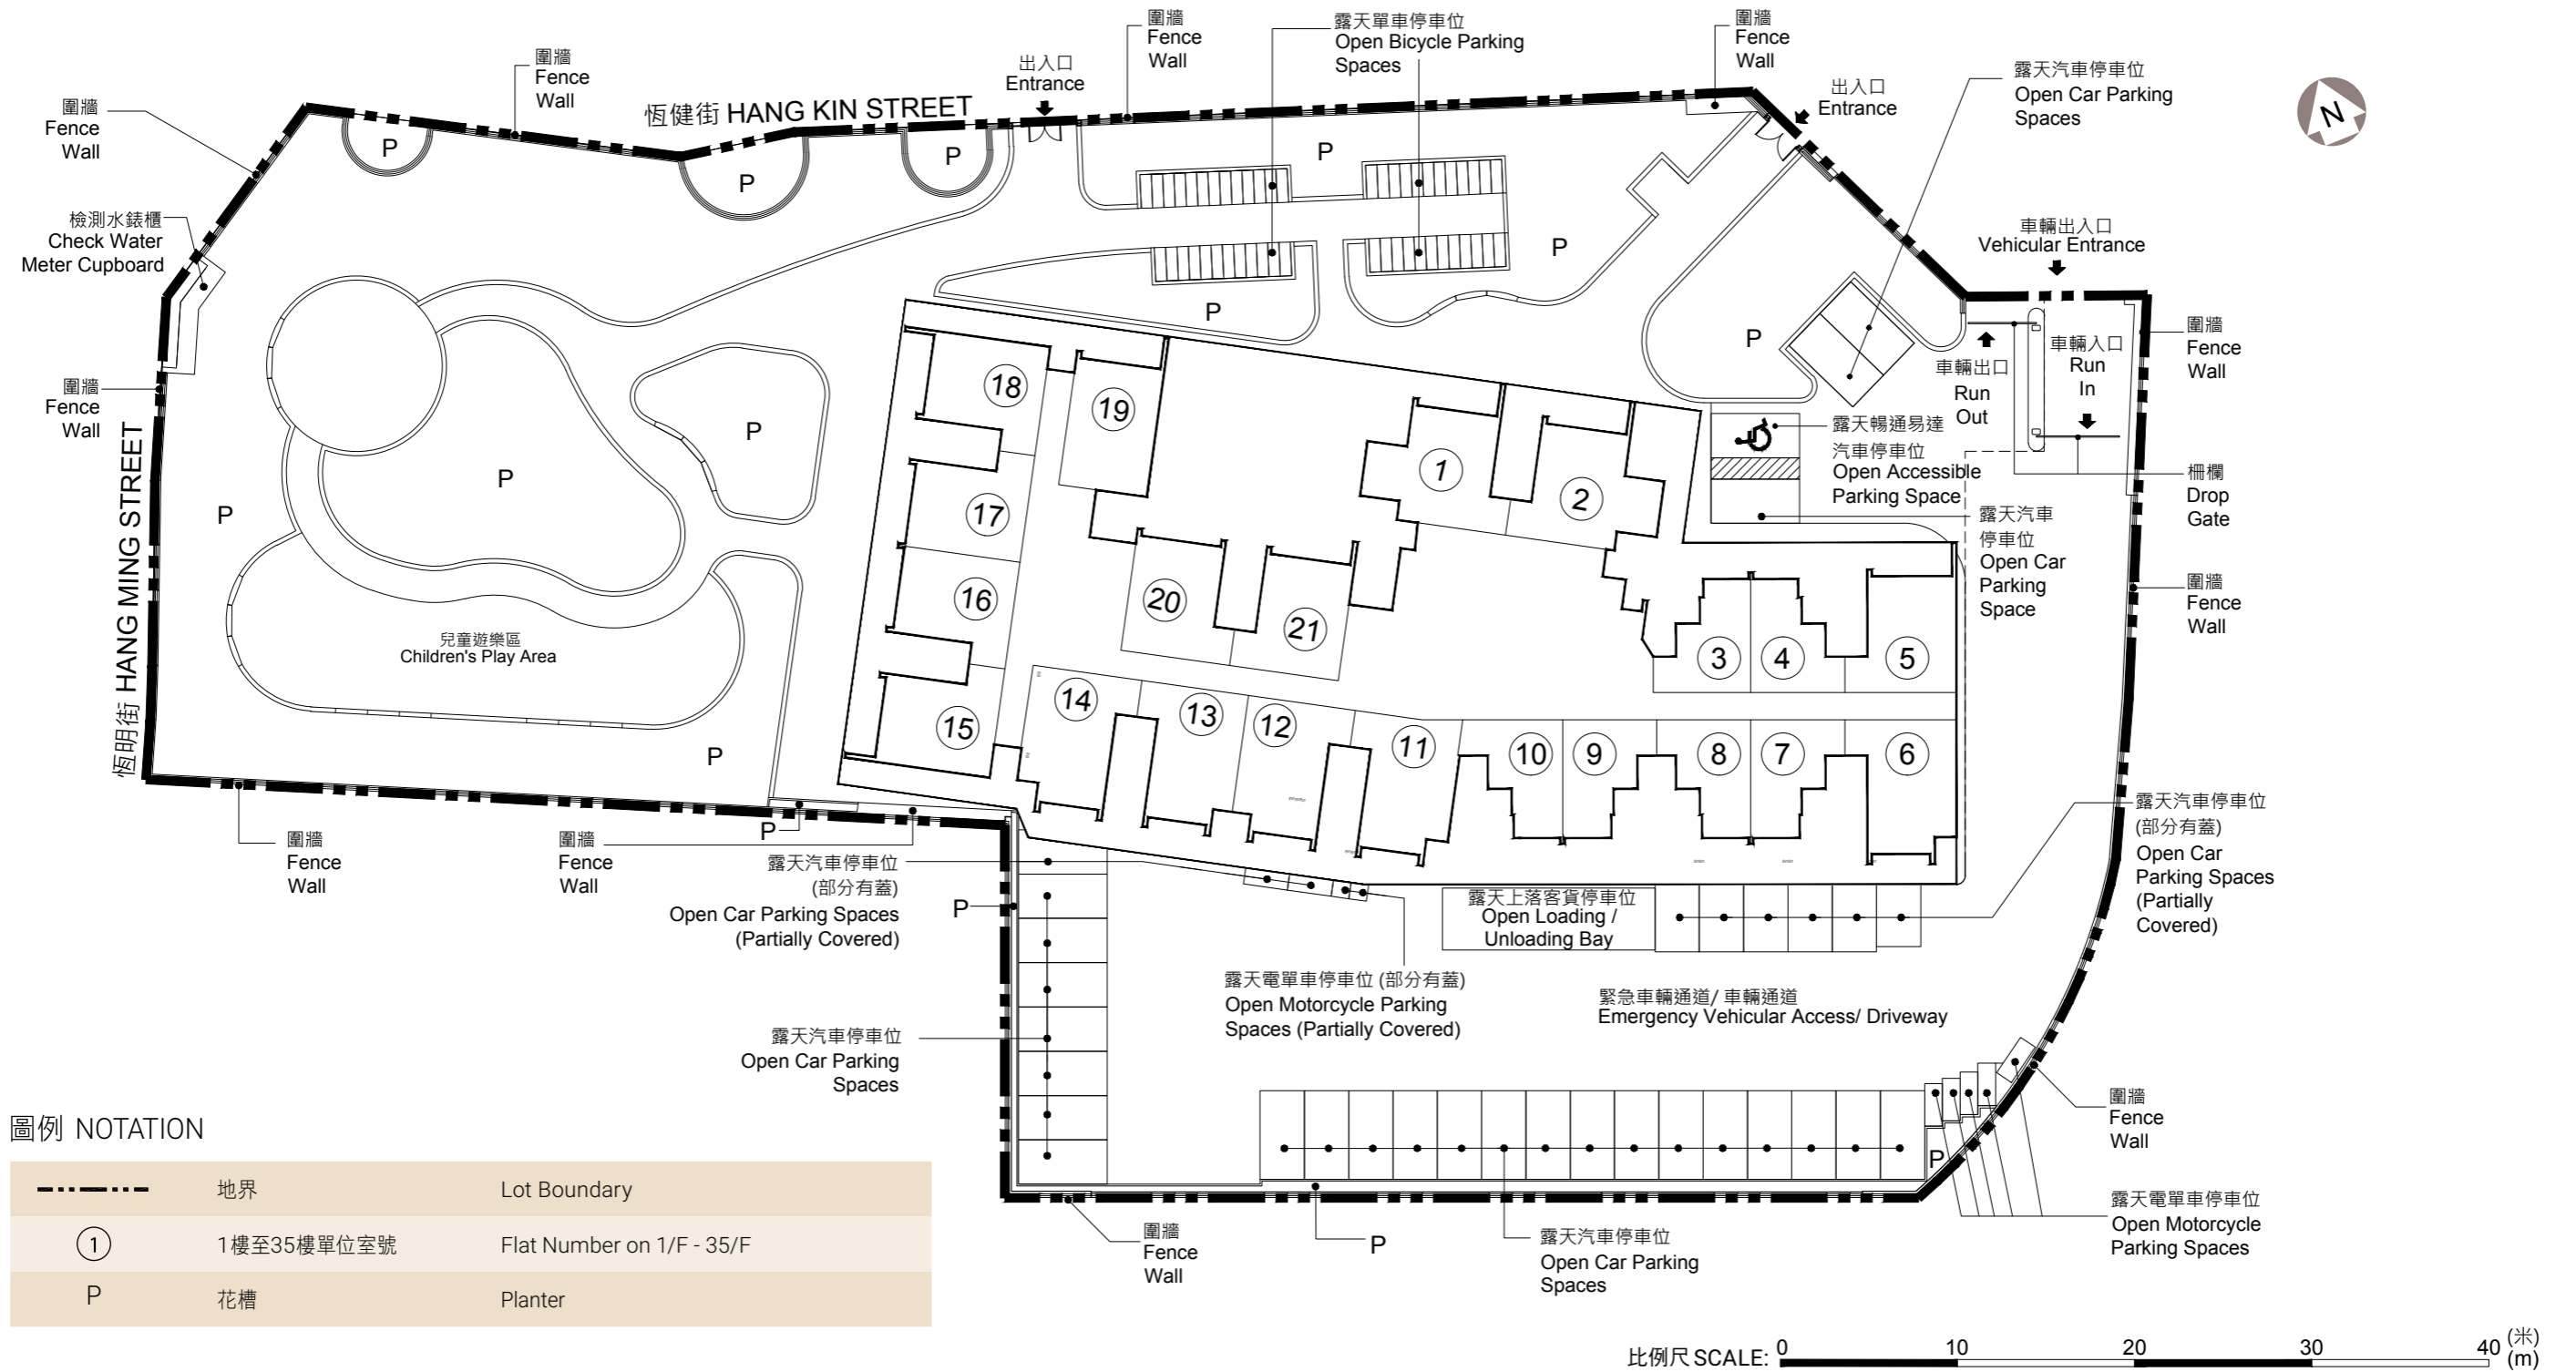 圍牆
Fence
Wall
露天單車停車位
Open Bicycle Parking
Spaces
圍牆
Fence
Wall
圍牆
Fence
Wall
出入口
Entrance
出入口
Entrance
露天汽車停車位
Open Car Parking
Spaces
N
圍牆
Fence
Wall
恆健街 HANG KIN STREET
P
P
P
P
檢測水錶櫃
Check Water
Meter Cupboard
P
P
車輛出入口
Vehicular Entrance
圍牆
Fence
Wall
P
車輛出口
Run
Out
車輛入口
Run
In
圍牆
Fence
Wall
恆明街 HANG MING STREET
P
P
P
18
19
17
16
15
1
2
20
21
3
4
5
14
13
12
11
10
9
8
7
6
露天暢通易達
汽車停車位
Open Accessible
Parking Space
柵欄
Drop
Gate
露天汽車
停車位
Open Car
Parking
Space
圍牆
Fence
Wall
兒童遊樂區
Children's Play Area
P
P
圍牆
Fence
Wall
圍牆
Fence
Wall
露天汽車停車位
(部分有蓋)
Open Car Parking Spaces
(Partially Covered)
P
露天上落客貨停車位
Open Loading /
Unloading Bay
露天汽車停車位
(部分有蓋)
Open Car
Parking Spaces
(Partially
Covered)
露天電單車停車位 (部分有蓋)
Open Motorcycle Parking
Spaces (Partially Covered)
緊急車輛通道/ 車輛通道
Emergency Vehicular Access/ Driveway
露天汽車停車位
Open Car Parking
Spaces
圍牆
Fence
Wall
P
露天電單車停車位
Open Motorcycle
Parking Spaces
圍牆
Fence
Wall
P
露天汽車停車位
Open Car Parking
Spaces
圖例 NOTATION
地界 Lot Boundary
1 1樓至35樓單位室號 Flat Number on 1/F - 35/F
P 花槽 Planter
比例尺 SCALE: 0 10 20 30 40 (米)
(m)